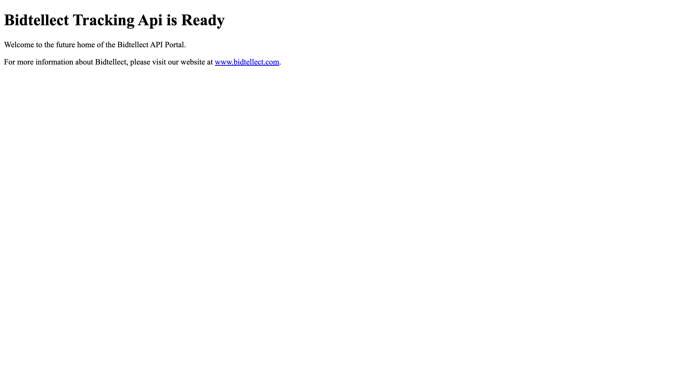 Bidtellect Tracking Api is Ready
Welcome to the future home of the Bidtellect API Portal.
For more information about Bidtellect, please visit our website at www.bidtellect.com.